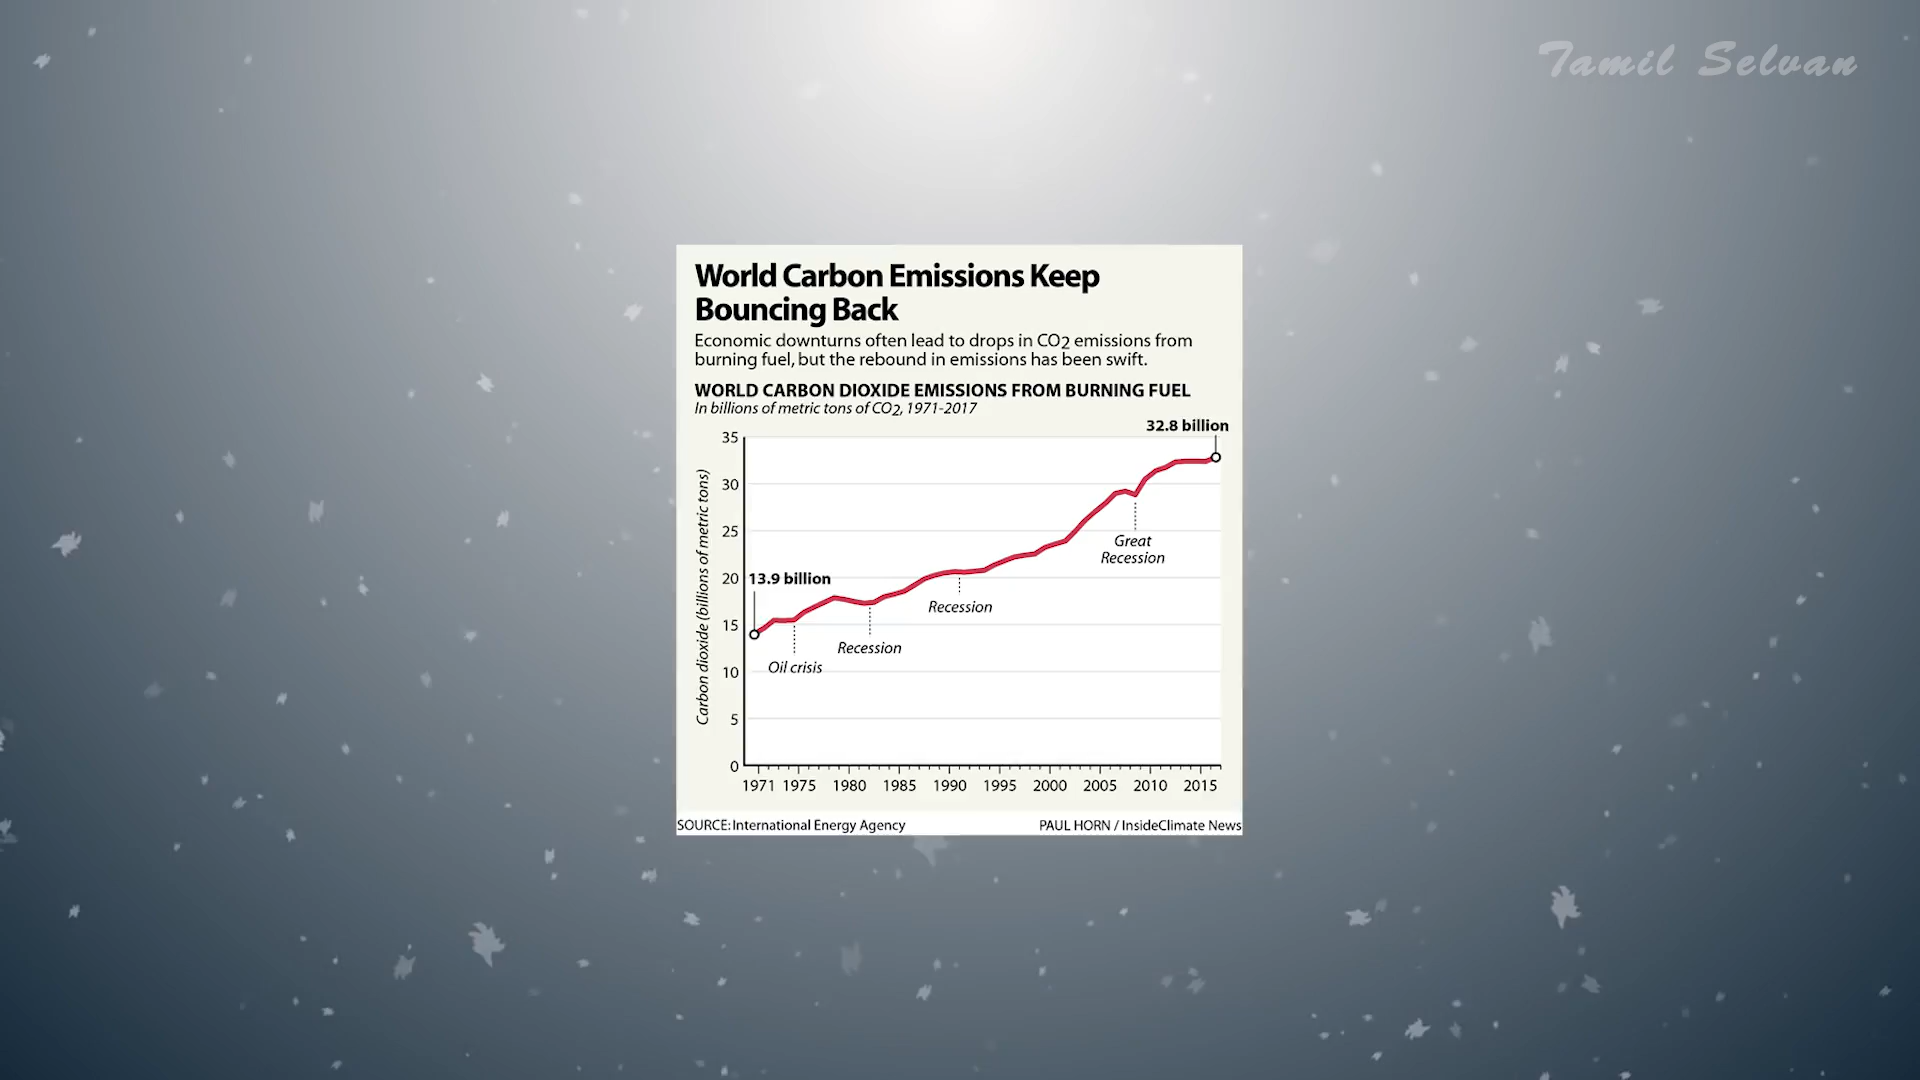 Tamil Selvan
World Carbon Emissions Keep
Bouncing Back
Economic downturns often lead to drops in CO2 emissions from
burning fuel, but the rebound in emissions has been swift.
WORLD CARBON DIOXIDE EMISSIONS FROM BURNING FUEL
In billions of metric tons of CO2, 1971-2017
32.8 billion
35
30
25
20
15
10
5
0
Carbon dioxide (billions of metric tons)
13.9 billion
Oil crisis
Recession
Recession
Great
Recession
1971 1975 1980 1985 1990 1995 2000 2005 2010 2015
SOURCE: International Energy Agency
PAUL HORN / InsideClimate News